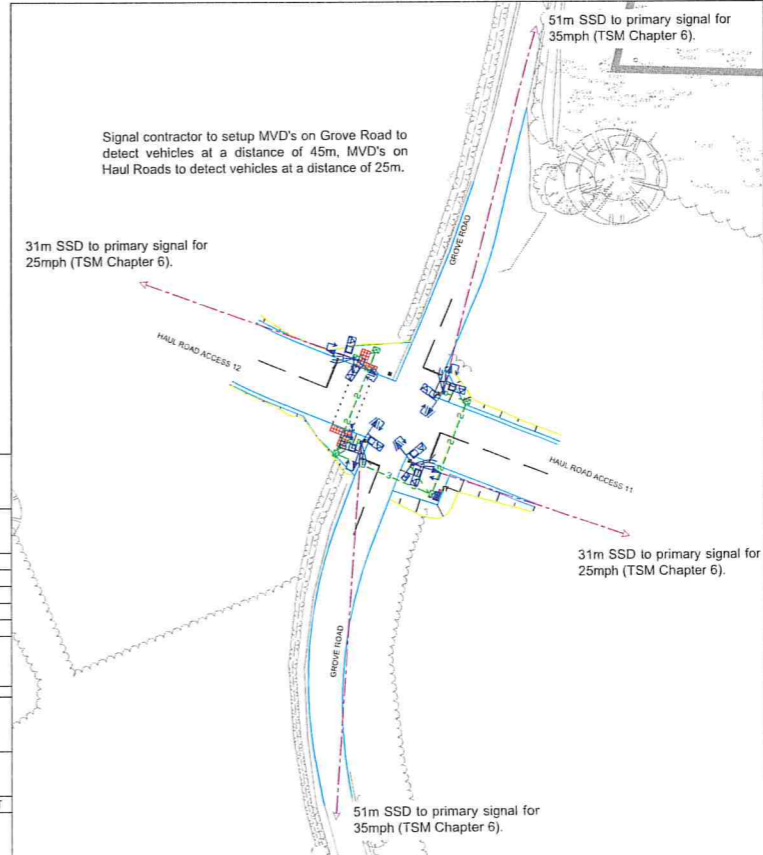 51m SSD to primary signal for
35mph (TSM Chapter 6).
Signal contractor to setup MVD's on Grove Road to
detect vehicles at a distance of 45m, MVD's on
Haul Roads to detect vehicles at a distance of 25m.
31m SSD to primary signal for
25mph (TSM Chapter 6).
GROVE ROAD
HAUL ROAD ACCESS 12
HAUL ROAD ACCESS 11
31m SSD to primary signal for
25mph (TSM Chapter 6).
GROVE ROAD
51m SSD to primary signal for
35mph (TSM Chapter 6).